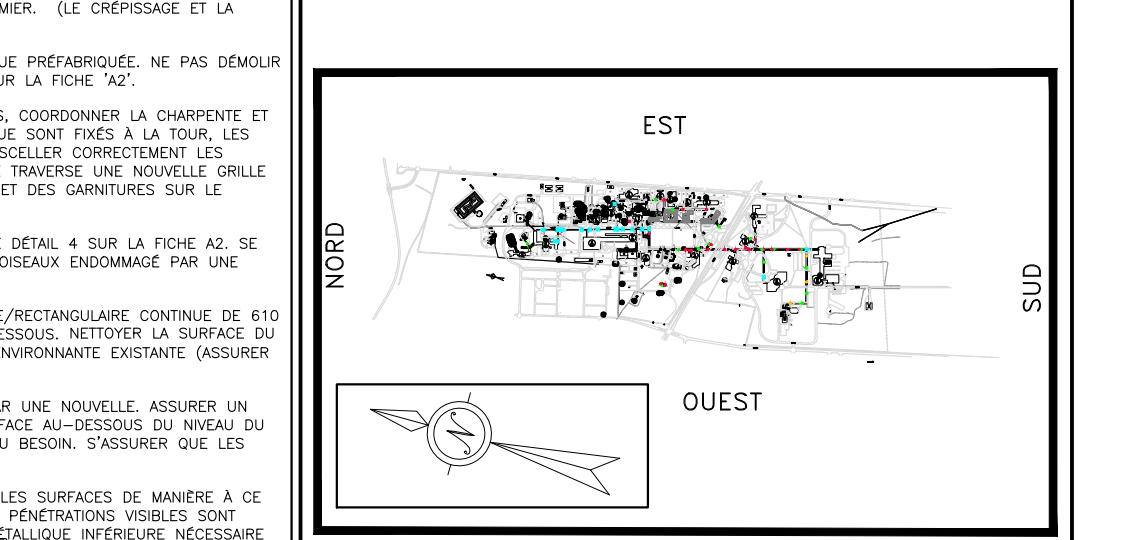 MIER. (LE CRÉPISSAGE ET LA
UE PRÉFABRIQUÉE. NE PAS DÉMOLIR
UR LA FICHE 'A2'.
S, COORDONNER LA CHARPENTE ET
UE SONT FIXÉS À LA TOUR, LES
SCELLER CORRECTEMENT LES
E TRAVERSE UNE NOUVELLE GRILLE
ET DES GARNITURES SUR LE
E DÉTAIL 4 SUR LA FICHE A2. SE
OISEAUX ENDOMMAGÉ PAR UNE
E/RECTANGULAIRE CONTINUE DE 610
ESSOUS. NETTOYER LA SURFACE DU
ENVIRONNANTE EXISTANTE (ASSURER
AR UNE NOUVELLE. ASSURER UN
FACE AU-DESSOUS DU NIVEAU DU
U BESOIN. S'ASSURER QUE LES
LES SURFACES DE MANIÈRE À CE
PÉNÉTRATIONS VISIBLES SONT
ÉTALLIQUE INFÉRIEURE NÉCESSAIRE
EST
NORD
SUD
OUEST
N